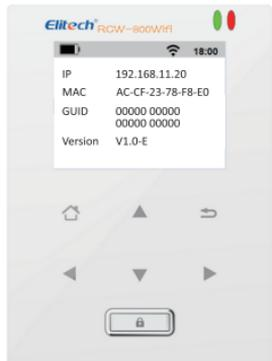 Elitech® RCW-800Wifi
18:00
IP 192.168.11.20
MAC AC-CF-23-78-F8-E0
GUID 00000 00000
00000 00000
Version V1.0-E